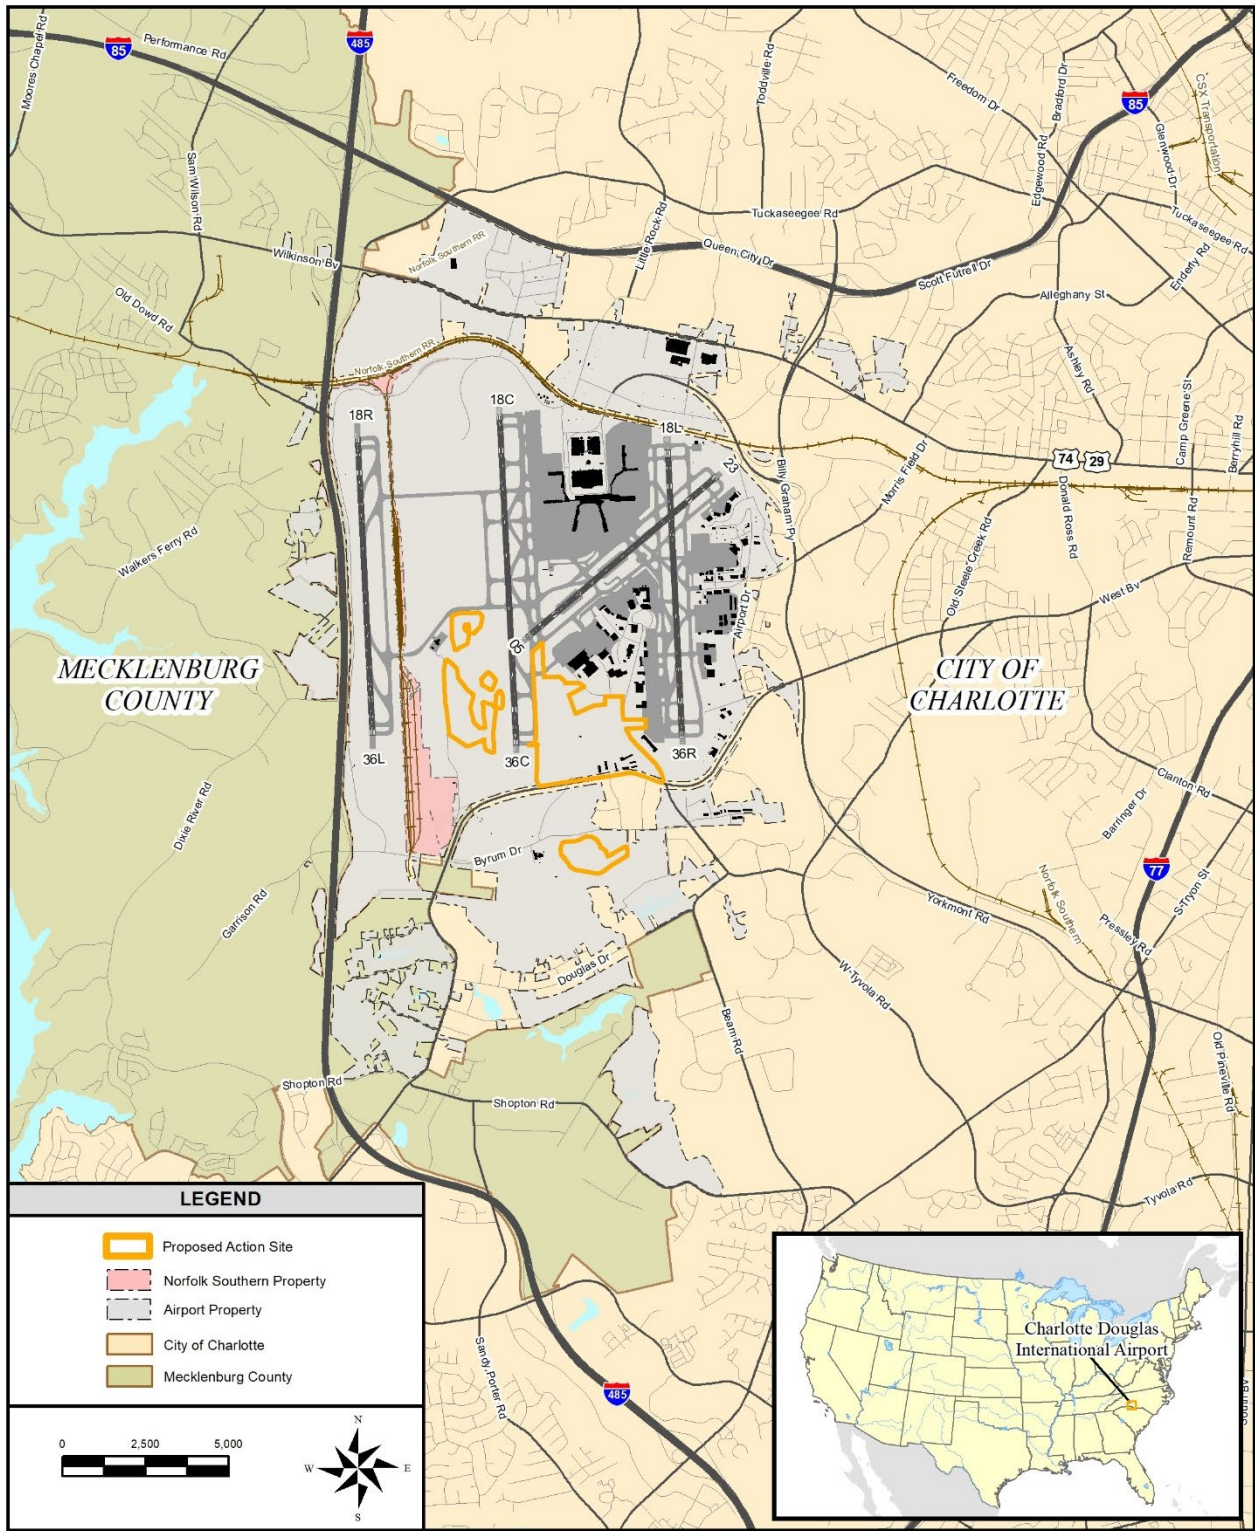 Moores Chapel Rd
85
Performance Rd
485
Toddville Rd
Freedom Dr
Bradford Dr
85
CSX Transportation
Glenwood Dr
Edgewood Rd
Sam Wilson Rd
Tuckaseegee Rd
Tuckaseegee Rd
Little Rock Rd
Norfolk Southern RR
Wilkinson Bv
Queen City Dr
Scott Futrell Dr
Enderly Rd
Alleghany St
Old Dowd Rd
Norfolk Southern RR
Ashley Rd
Camp Greene St
Berryhill Rd
18R
18C
18L
23
74
29
Billy Graham Py
Morris Field Dr
Donald Ross Rd
Remount Rd
Walkers Ferry Rd
Old Steele Creek Rd
West Bv
Airport Dr
05
MECKLENBURG
COUNTY
CITY OF
CHARLOTTE
36L
36C
36R
Clanton Rd
Barringer Dr
Dixie River Rd
Byrum Dr
77
S Tryon St
Garrison Rd
Norfolk Southern
Yorkmont Rd
Pressley Rd
Douglas Dr
W Tyvola Rd
Beam Rd
Old Pineville Rd
Shopton Rd
Shopton Rd
Tyvola Rd
Sandy Porter Rd
485
South Bv
LEGEND
Proposed Action Site
Norfolk Southern Property
Airport Property
City of Charlotte
Mecklenburg County
0 2,500 5,000
N
W E
S
Charlotte Douglas
International Airport